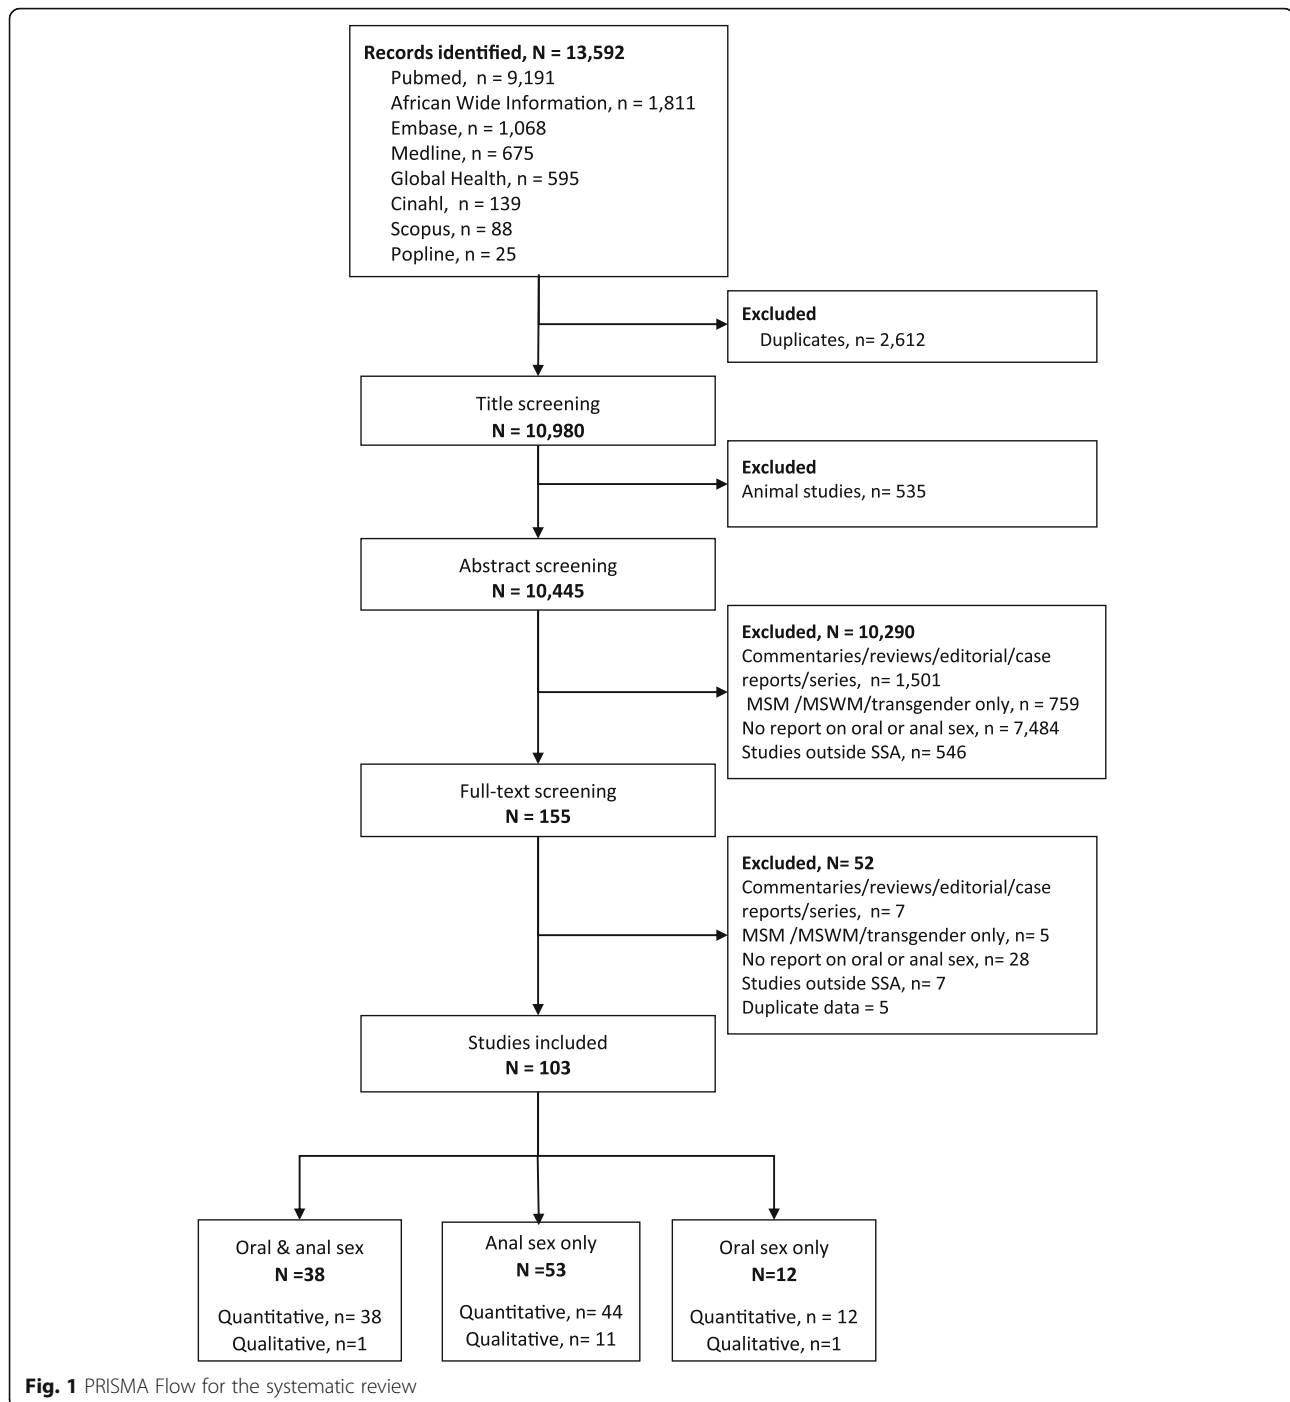 Records identified, N = 13,592
Pubmed, n = 9,191
African Wide Information, n = 1,811
Embase, n = 1,068
Medline, n = 675
Global Health, n = 595
Cinahl, n = 139
Scopus, n = 88
Popline, n = 25
Excluded
Duplicates, n= 2,612
Title screening
N = 10,980
Excluded
Animal studies, n= 535
Abstract screening
N = 10,445
Excluded, N = 10,290
Commentaries/reviews/editorial/case
reports/series, n= 1,501
MSM /MSWM/transgender only, n = 759
No report on oral or anal sex, n = 7,484
Studies outside SSA, n= 546
Full-text screening
N = 155
Excluded, N= 52
Commentaries/reviews/editorial/case
reports/series, n= 7
MSM /MSWM/transgender only, n= 5
No report on oral or anal sex, n= 28
Studies outside SSA, n= 7
Duplicate data = 5
Studies included
N = 103
Oral & anal sex
N =38
Quantitative, n= 38
Qualitative, n=1
Anal sex only
N =53
Quantitative, n= 44
Qualitative, n= 11
Oral sex only
N=12
Quantitative, n = 12
Qualitative, n=1
Fig. 1 PRISMA Flow for the systematic review